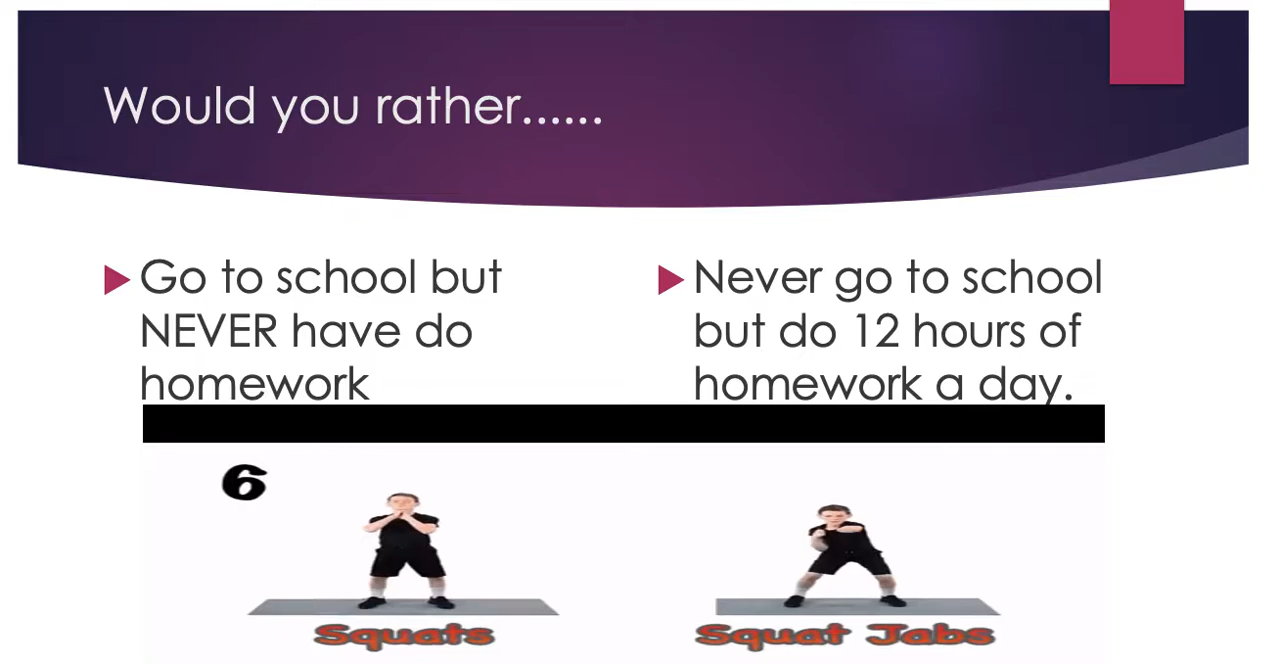 Would you rather......
Go to school but
NEVER have do
homework
Never go to school
but do 12 hours of
homework a day.
6
Squats
Squat Jabs